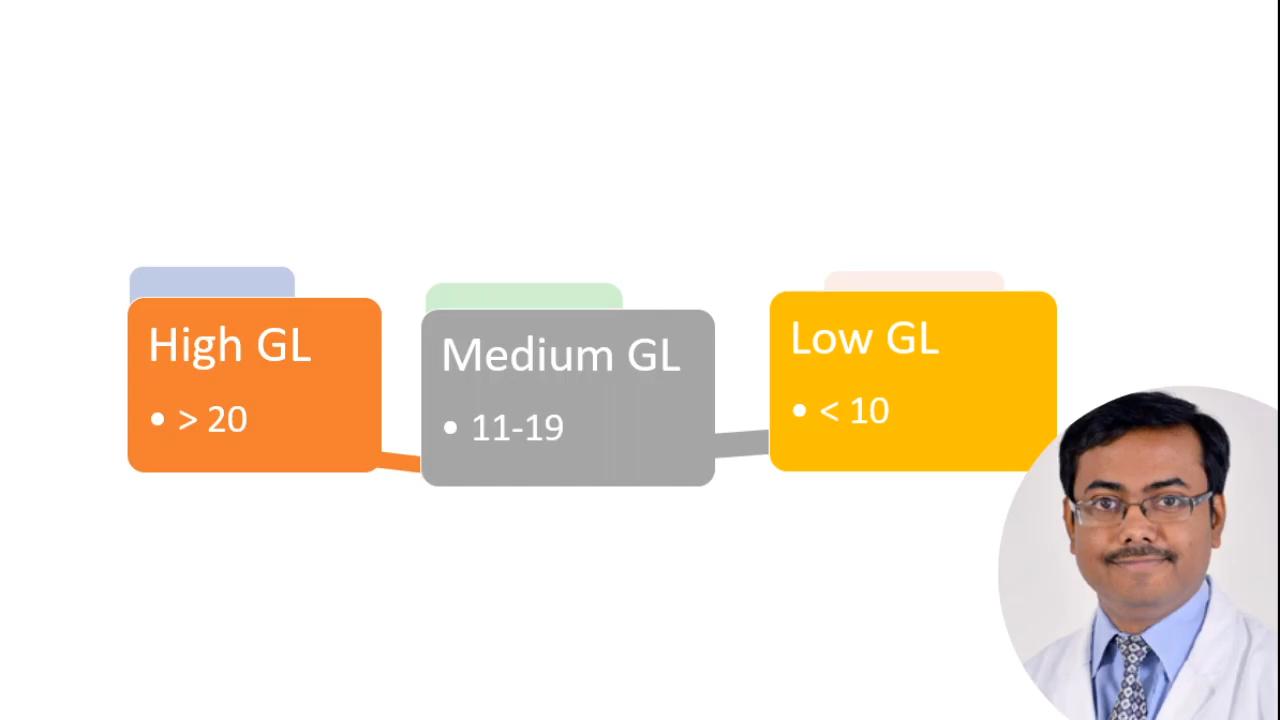 High GL
• > 20
Medium GL
• 11-19
Low GL
• < 10